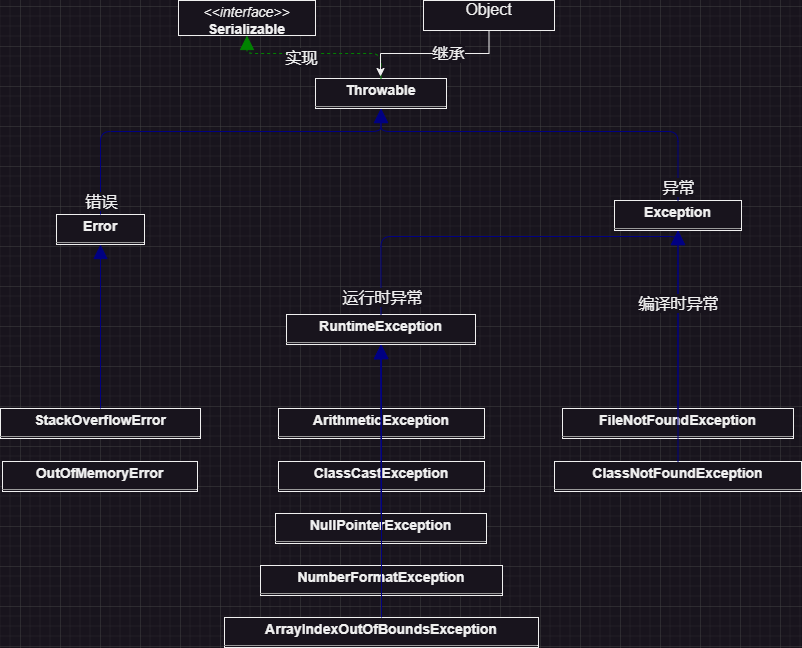 <<interface>>
Serializable
Object
实现
继承
Throwable
错误
异常
Error
Exception
运行时异常
编译时异常
RuntimeException
StackOverflowError
ArithmeticException
FileNotFoundException
OutOfMemoryError
ClassCastException
ClassNotFoundException
NullPointerException
NumberFormatException
ArrayIndexOutOfBoundsException